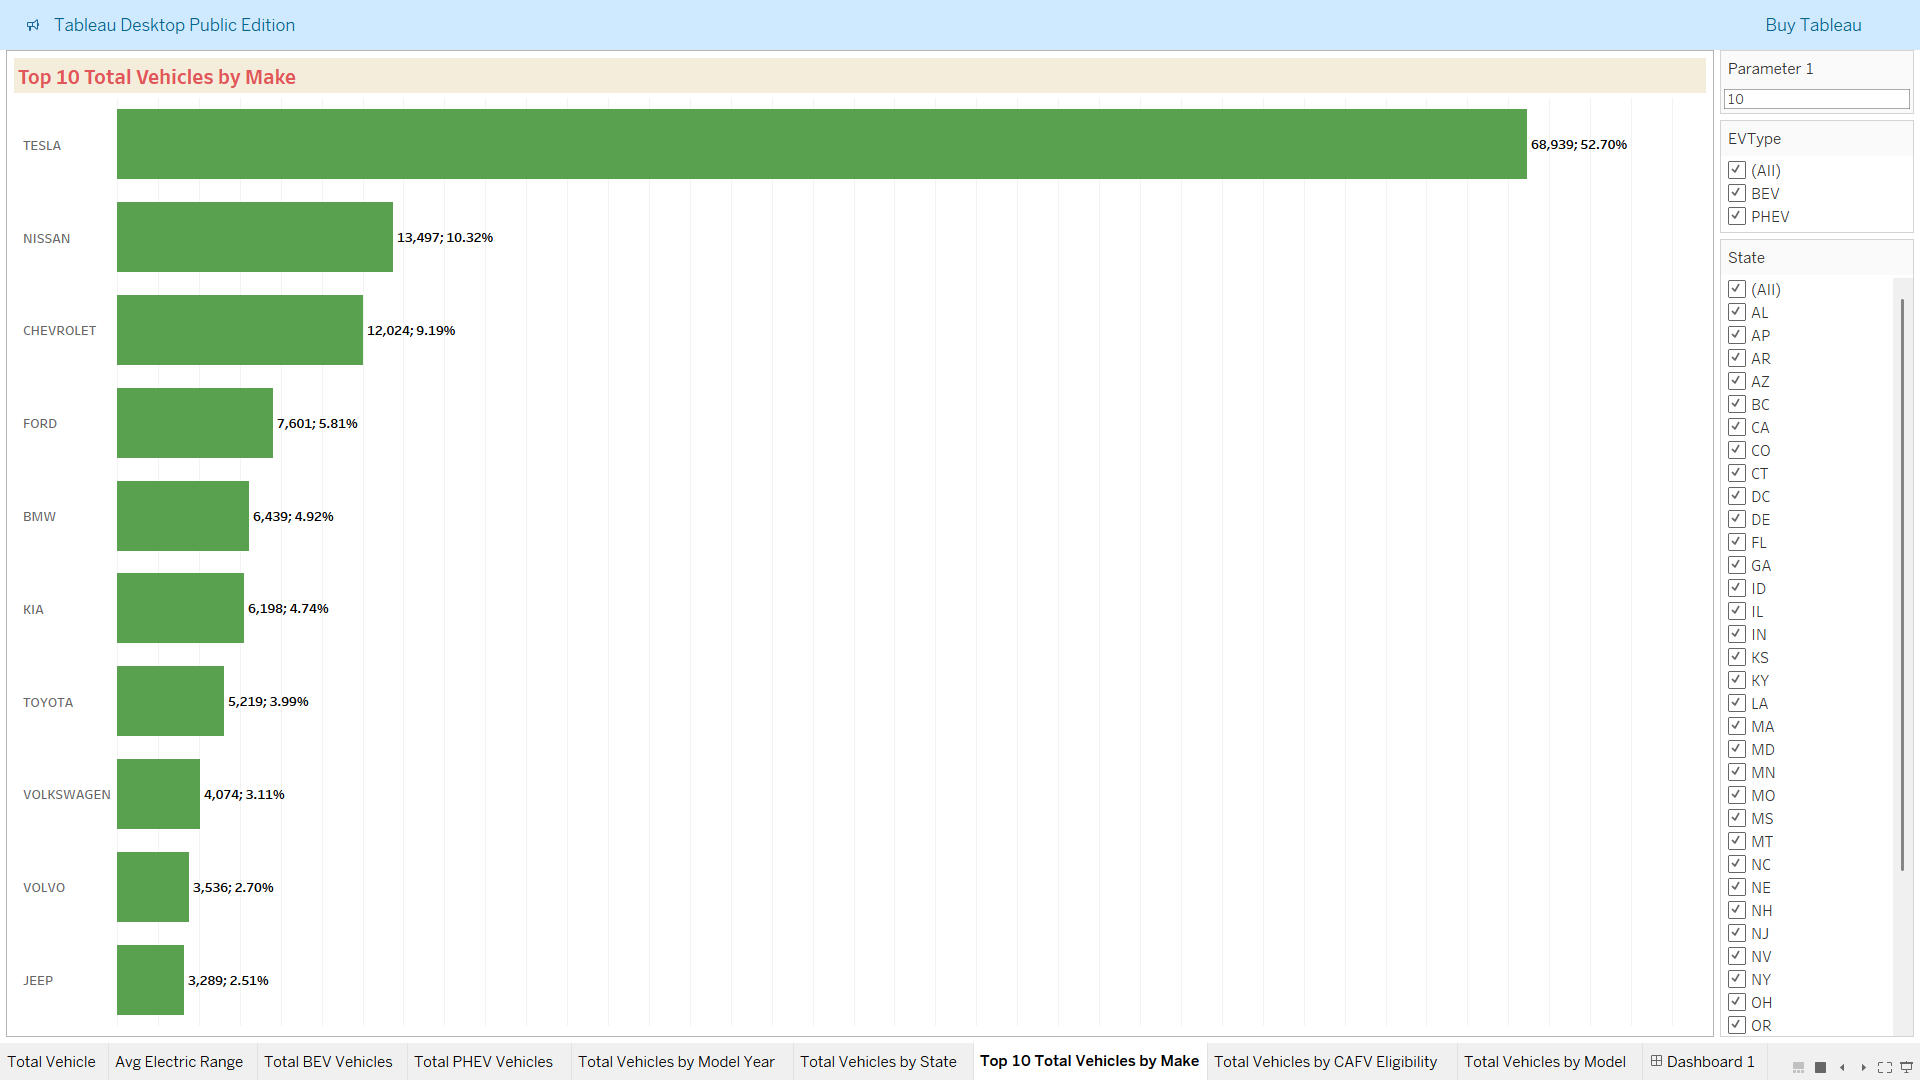 Tableau Desktop Public Edition
Buy Tableau
Top 10 Total Vehicles by Make
TESLA
68,939; 52.70%
NISSAN
13,497; 10.32%
CHEVROLET
12,024; 9.19%
FORD
7,601; 5.81%
BMW
6,439; 4.92%
KIA
6,198; 4.74%
TOYOTA
5,219; 3.99%
VOLKSWAGEN
4,074; 3.11%
VOLVO
3,536; 2.70%
JEEP
3,289; 2.51%
Parameter 1
10
EVType
(All)
BEV
PHEV
State
(All)
AL
AP
AR
AZ
BC
CA
CO
CT
DC
DE
FL
GA
ID
IL
IN
KS
KY
LA
MA
MD
MN
MO
MS
MT
NC
NE
NH
NJ
NV
NY
OH
OR
Total Vehicle
Avg Electric Range
Total BEV Vehicles
Total PHEV Vehicles
Total Vehicles by Model Year
Total Vehicles by State
Top 10 Total Vehicles by Make
Total Vehicles by CAFV Eligibility
Total Vehicles by Model
Dashboard 1